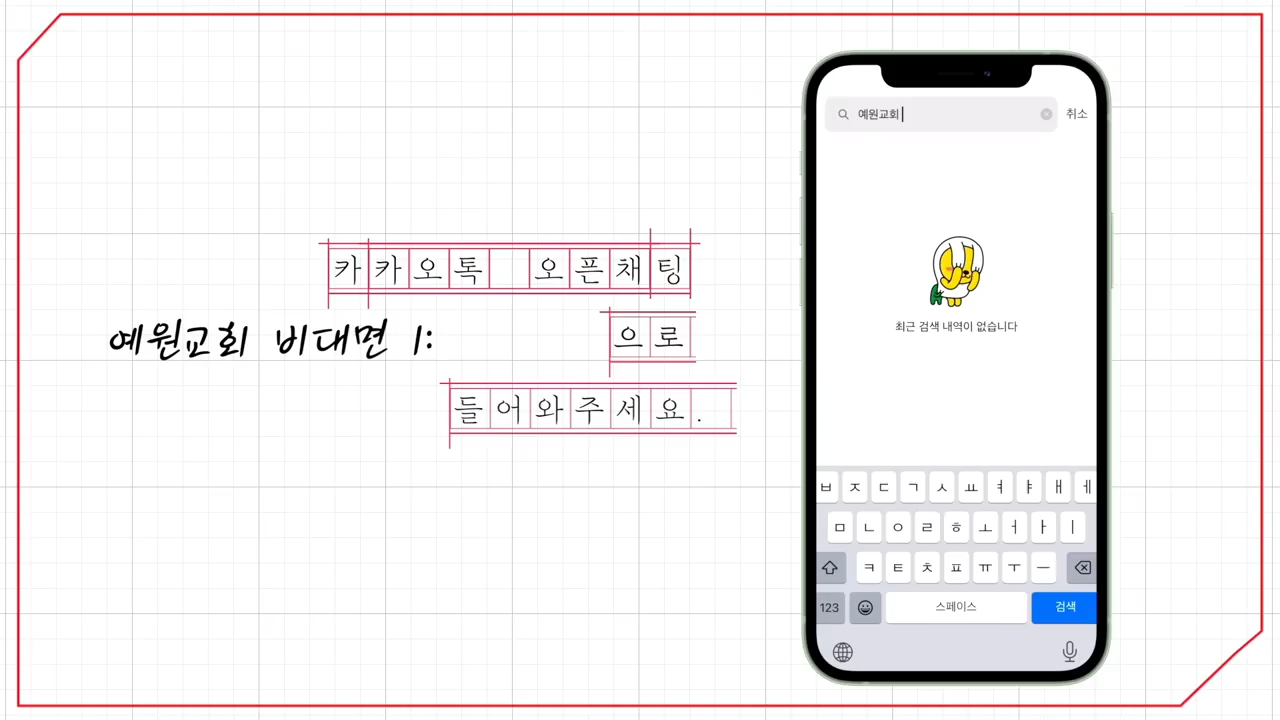 카카오톡 오픈채팅
예원교회 비대면 1:
으로
들어와주세요.
예원교회
취소
최근 검색 내역이 없습니다
ㅂ ㅈ ㄷ ㄱ ㅅ ㅛ ㅕ ㅑ ㅐ ㅔ
ㅁ ㄴ ㅇ ㄹ ㅎ ㅗ ㅓ ㅏ ㅣ
ㅋ ㅌ ㅊ ㅍ ㅠ ㅜ ㅡ
123 스페이스 검색